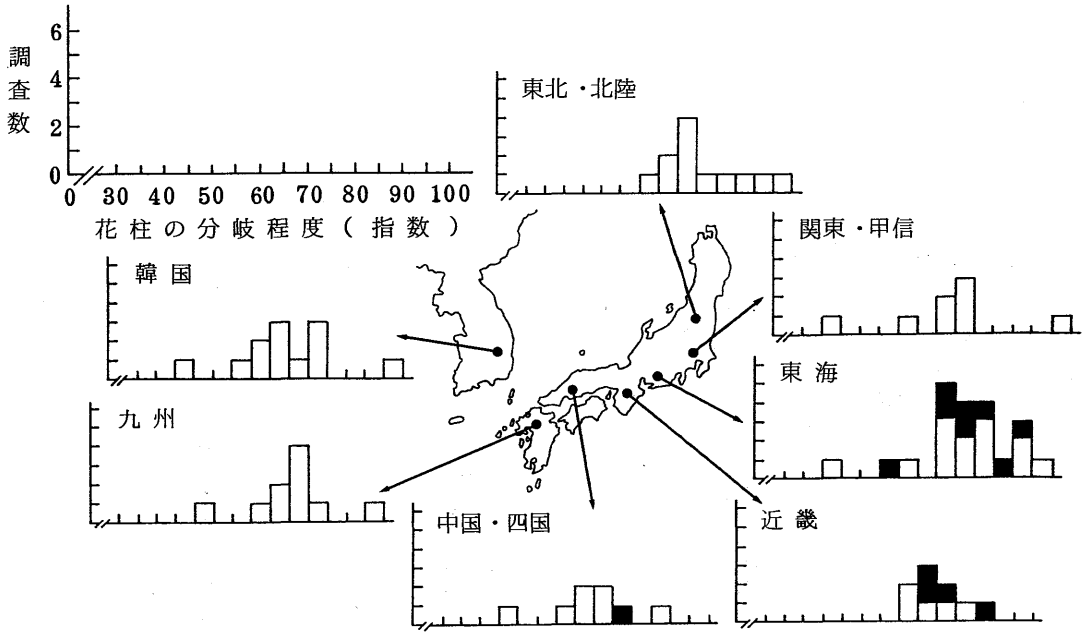 調査数
6
4
2
0
0 30 40 50 60 70 80 90 100
花柱の分岐程度(指数)
東北・北陸
関東・甲信
韓国
東海
九州
中国・四国
近畿